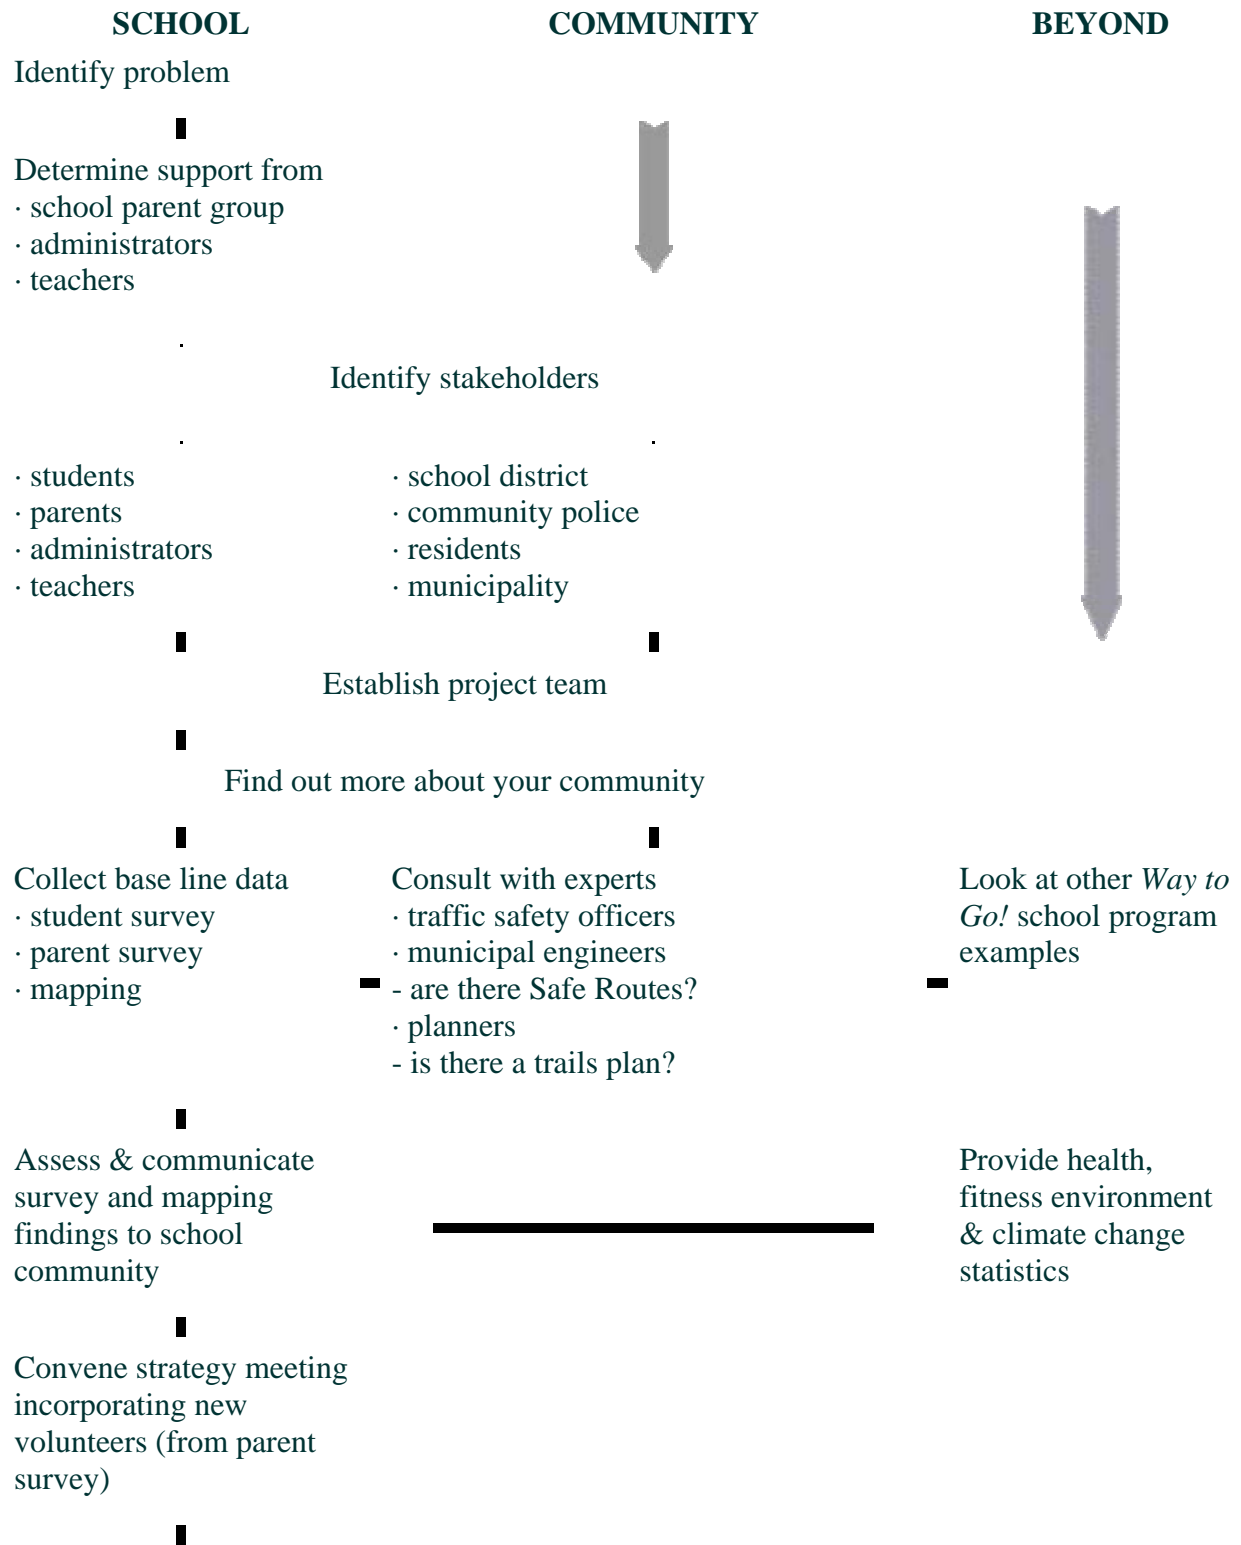 SCHOOL COMMUNITY BEYOND
Identify problem
Determine support from
· school parent group
· administrators
· teachers
Identify stakeholders
· students
· parents
· administrators
· teachers
· school district
· community police
· residents
· municipality
Establish project team
Find out more about your community
Collect base line data
· student survey
· parent survey
· mapping
Consult with experts
· traffic safety officers
· municipal engineers
- are there Safe Routes?
· planners
- is there a trails plan?
Look at other Way to
Go! school program
examples
Assess & communicate
survey and mapping
findings to school
community
Provide health,
fitness environment
& climate change
statistics
Convene strategy meeting
incorporating new
volunteers (from parent
survey)